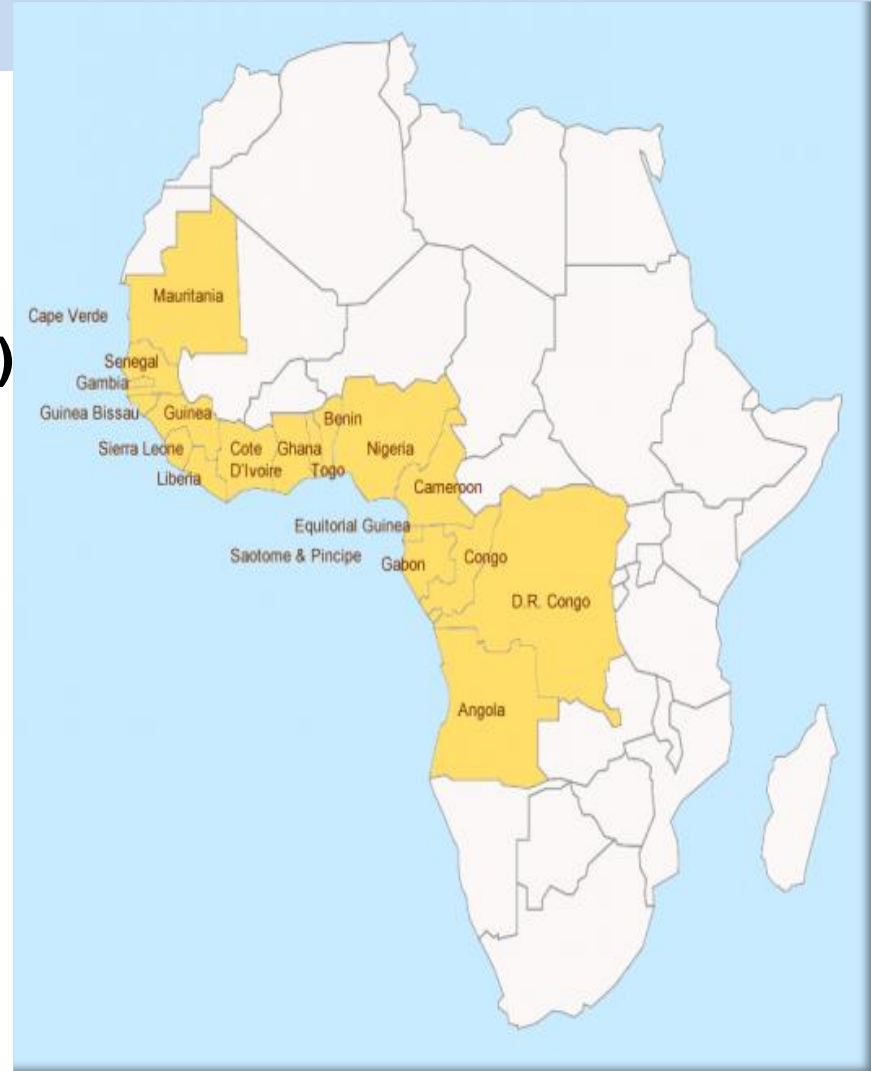 Mauritania
Cape Verde
)
Senegal
Gambia
Guinea Bissau
Guinea
Benin
Sierra Leone
Cote
D'Ivoire
Ghana
Nigeria
Togo
Liberia
Cameroon
Equitorial Guinea
Saotome & Pincipe
Gabon
Congo
D.R. Congo
Angola